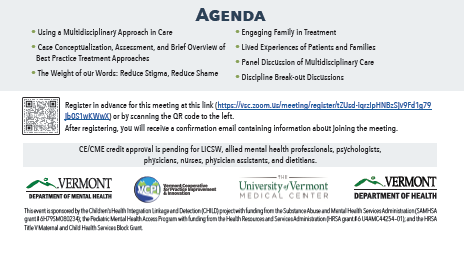 AGENDA
• Using a Multidisciplinary Approach in Care
• Case Conceptualization, Assessment, and Brief Overview of
Best Practice Treatment Approaches
• The Weight of our Words: Reduce Stigma, Reduce Shame
• Engaging Family in Treatment
• Lived Experiences of Patients and Families
• Panel Discussion of Multidisciplinary Care
• Discipline Break-out Discussions
Register in advance for this meeting at this link (
) or by scanning the QR code to the left.
After registering, you will receive a confirmation email containing information about joining the meeting.
CE/CME credit approval is pending for LICSW, allied mental health professionals, psychologists,
physicians, nurses, physician assistants, and dietitians.
VERMONT
DEPARTMENT OF MENTAL HEALTH
VCPI
Vermont Cooperative
for Practice Improvement
& Innovation
THE
University of Vermont
MEDICAL CENTER
VERMONT
DEPARTMENT OF HEALTH
This event is sponsored by the Children's Health Integration Linkage and Detection (CHILD) project with funding from the Substance Abuse and Mental Health Services Administration (SAMHSA
grant # 6H79SM080234), the Pediatric Mental Health Access Program with funding from the Health Resources and Services Administration (HRSA grant # 6 U4AMC44254-01), and the HRSA
Title V Maternal and Child Health Services Block Grant.